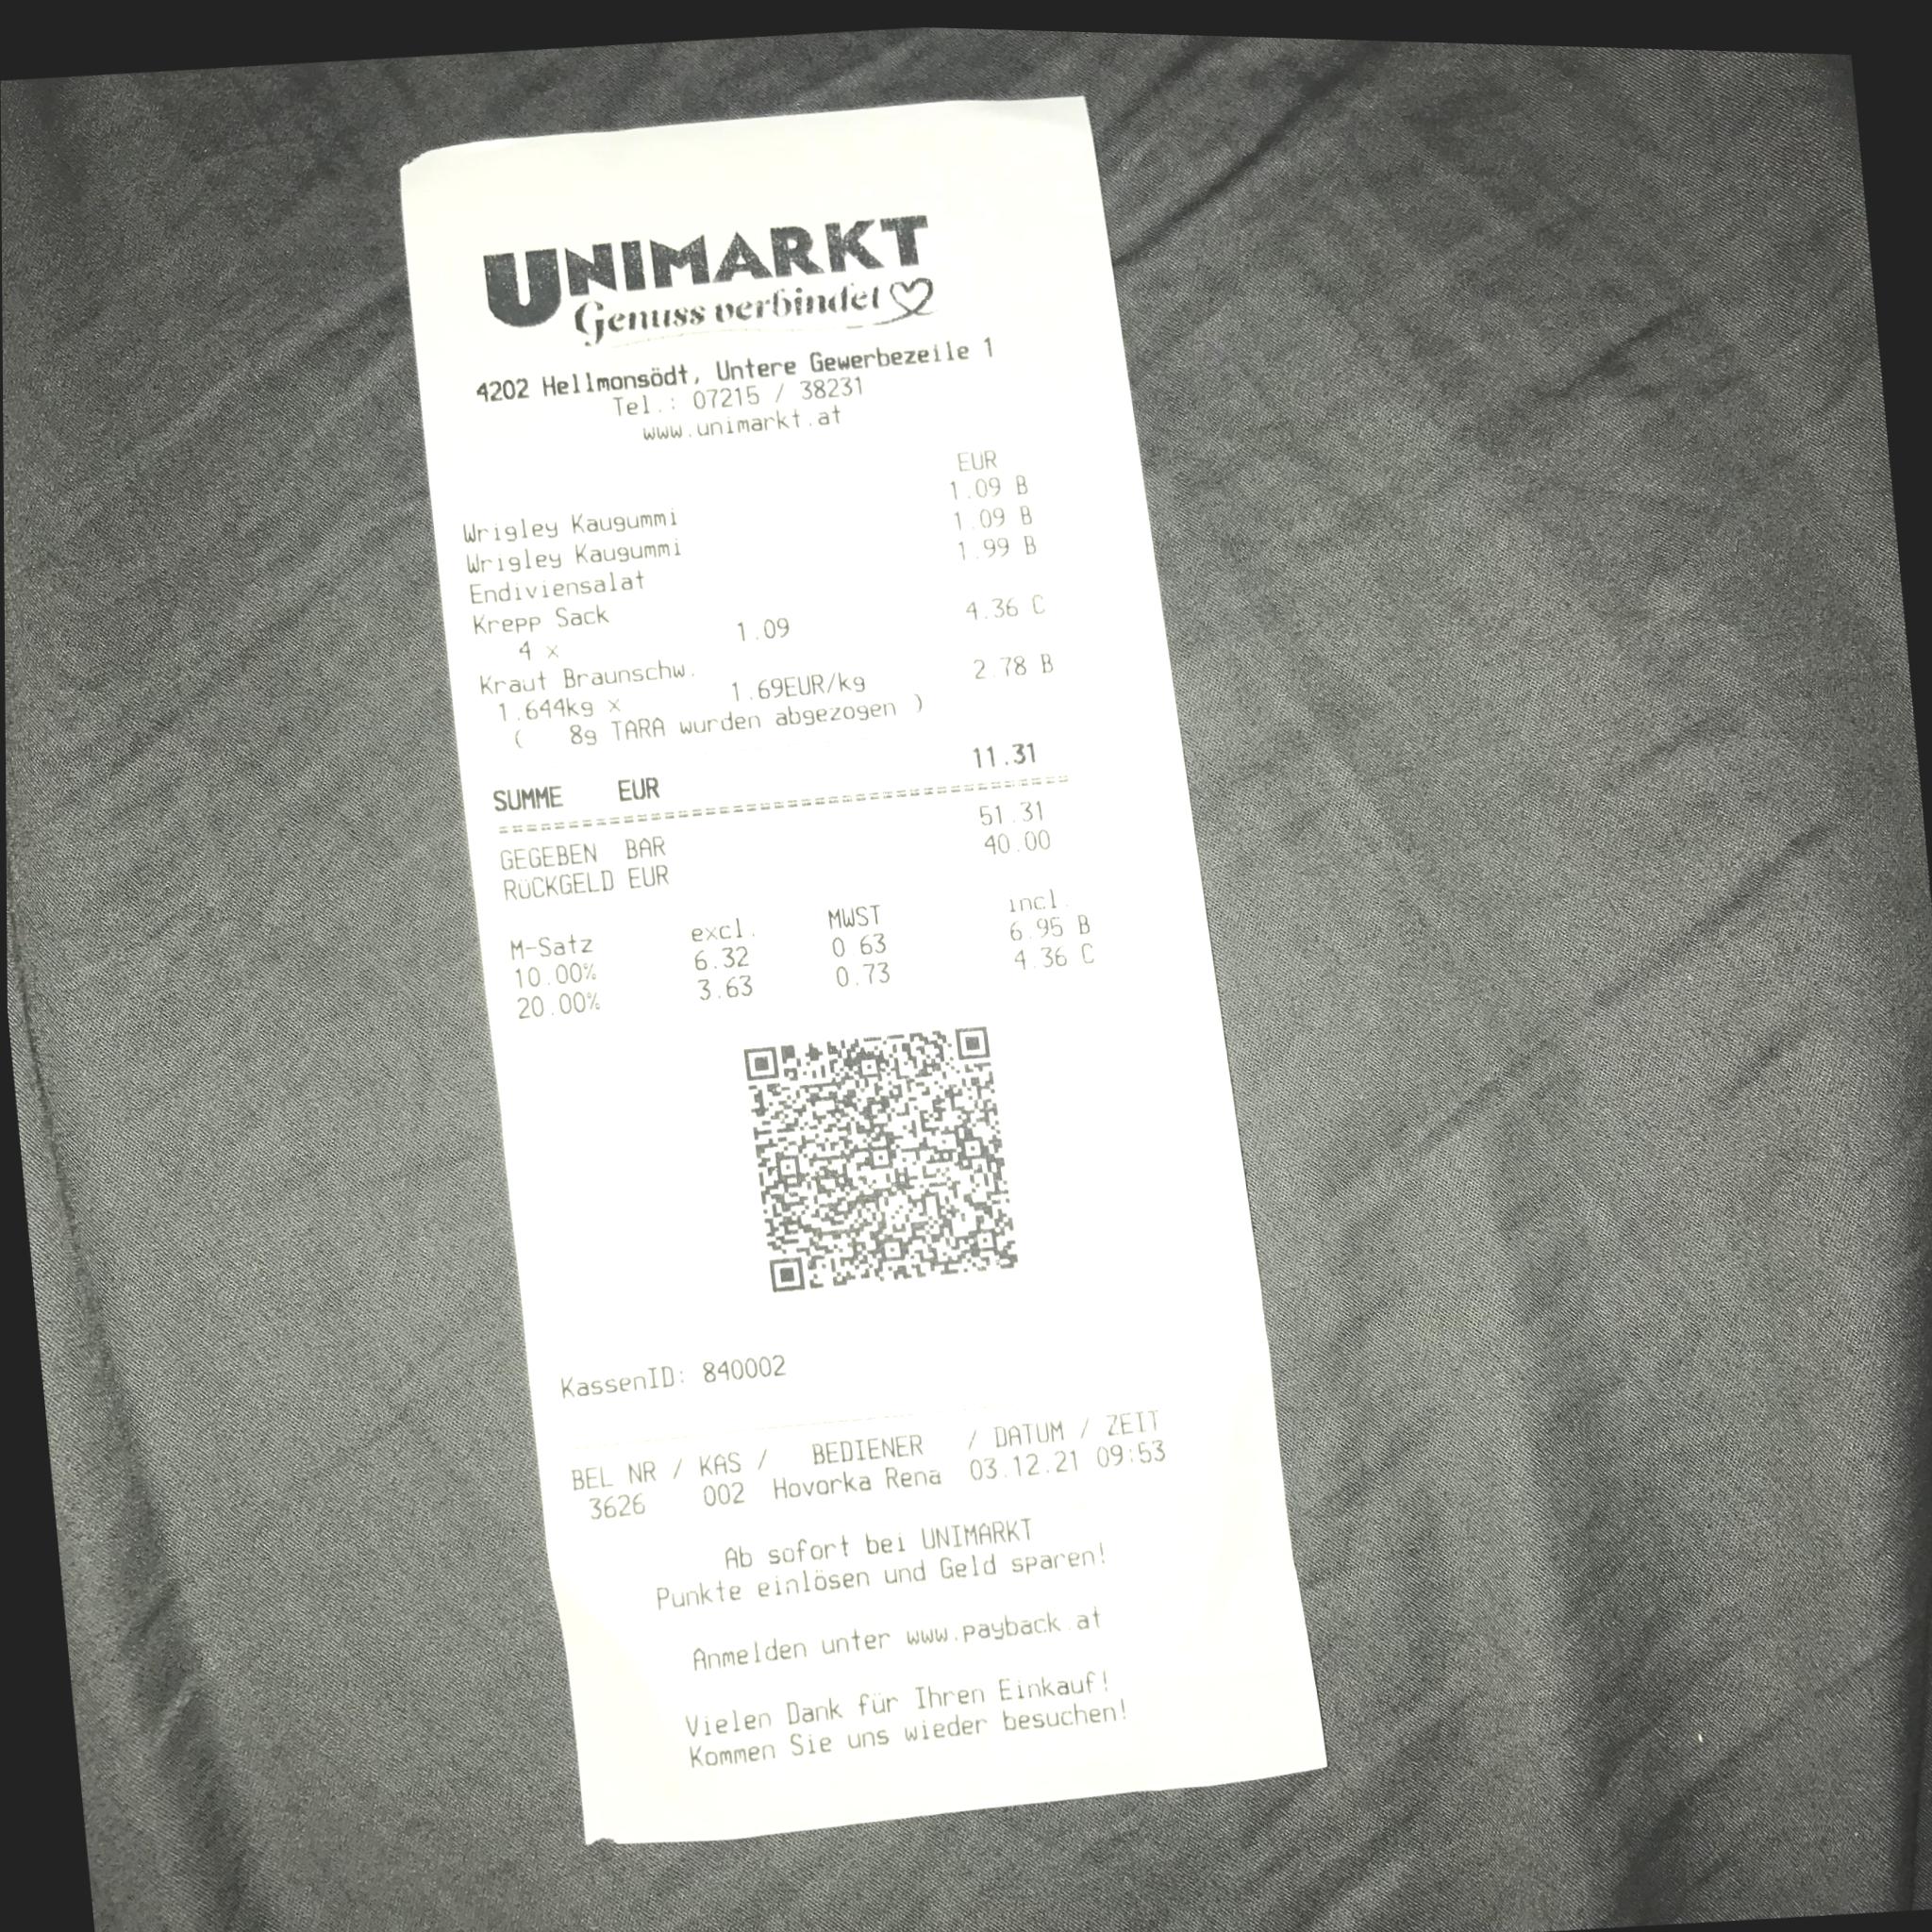 UNIMARKT
Genuss verbindet
4202 Hellmonsödt, Untere Gewerbezeile 1
Tel.: 07215 / 38231
www.unimarkt.at
EUR
Wrigley Kaugummi 1.09 B
Wrigley Kaugummi 1.09 B
Endiviensalat 1.99 B
Krepp Sack
4 x 1.09 4.36 C
Kraut Braunschw.
1.644kg x 1.69EUR/kg 2.78 B
( 8g TARA wurden abgezogen )
SUMME EUR 11.31
GEGEBEN BAR 51.31
RÜCKGELD EUR 40.00
M-Satz excl. MWST incl.
10.00% 6.32 0.63 6.95 B
20.00% 3.63 0.73 4.36 C
KassenID: 840002
BEL NR / KAS / BEDIENER / DATUM / ZEIT
3626 002 Hovorka Rena 03.12.21 09:53
Ab sofort bei UNIMARKT
Punkte einlösen und Geld sparen!
Anmelden unter www.payback.at
Vielen Dank für Ihren Einkauf!
Kommen Sie uns wieder besuchen!